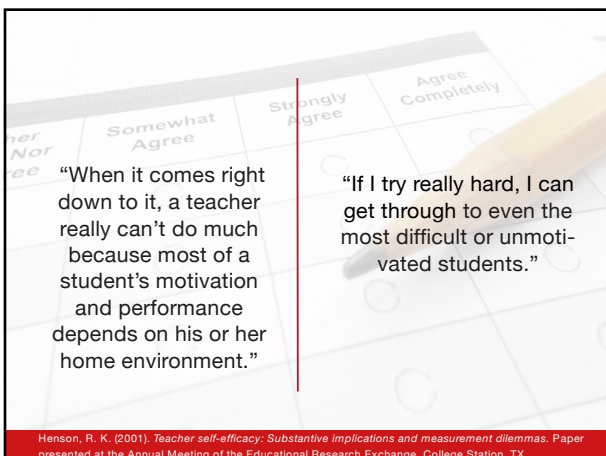 Somewhat
Agree
Strongly
Agree
Agree
Completely
“When it comes right
down to it, a teacher
really can’t do much
because most of a
student’s motivation
and performance
depends on his or her
home environment.”
“If I try really hard, I can
get through to even the
most difficult or unmoti-
vated students.”
Henson, R. K. (2001). Teacher self-efficacy: Substantive implications and measurement dilemmas. Paper
presented at the Annual Meeting of the Educational Research Exchange, College Station, TX.